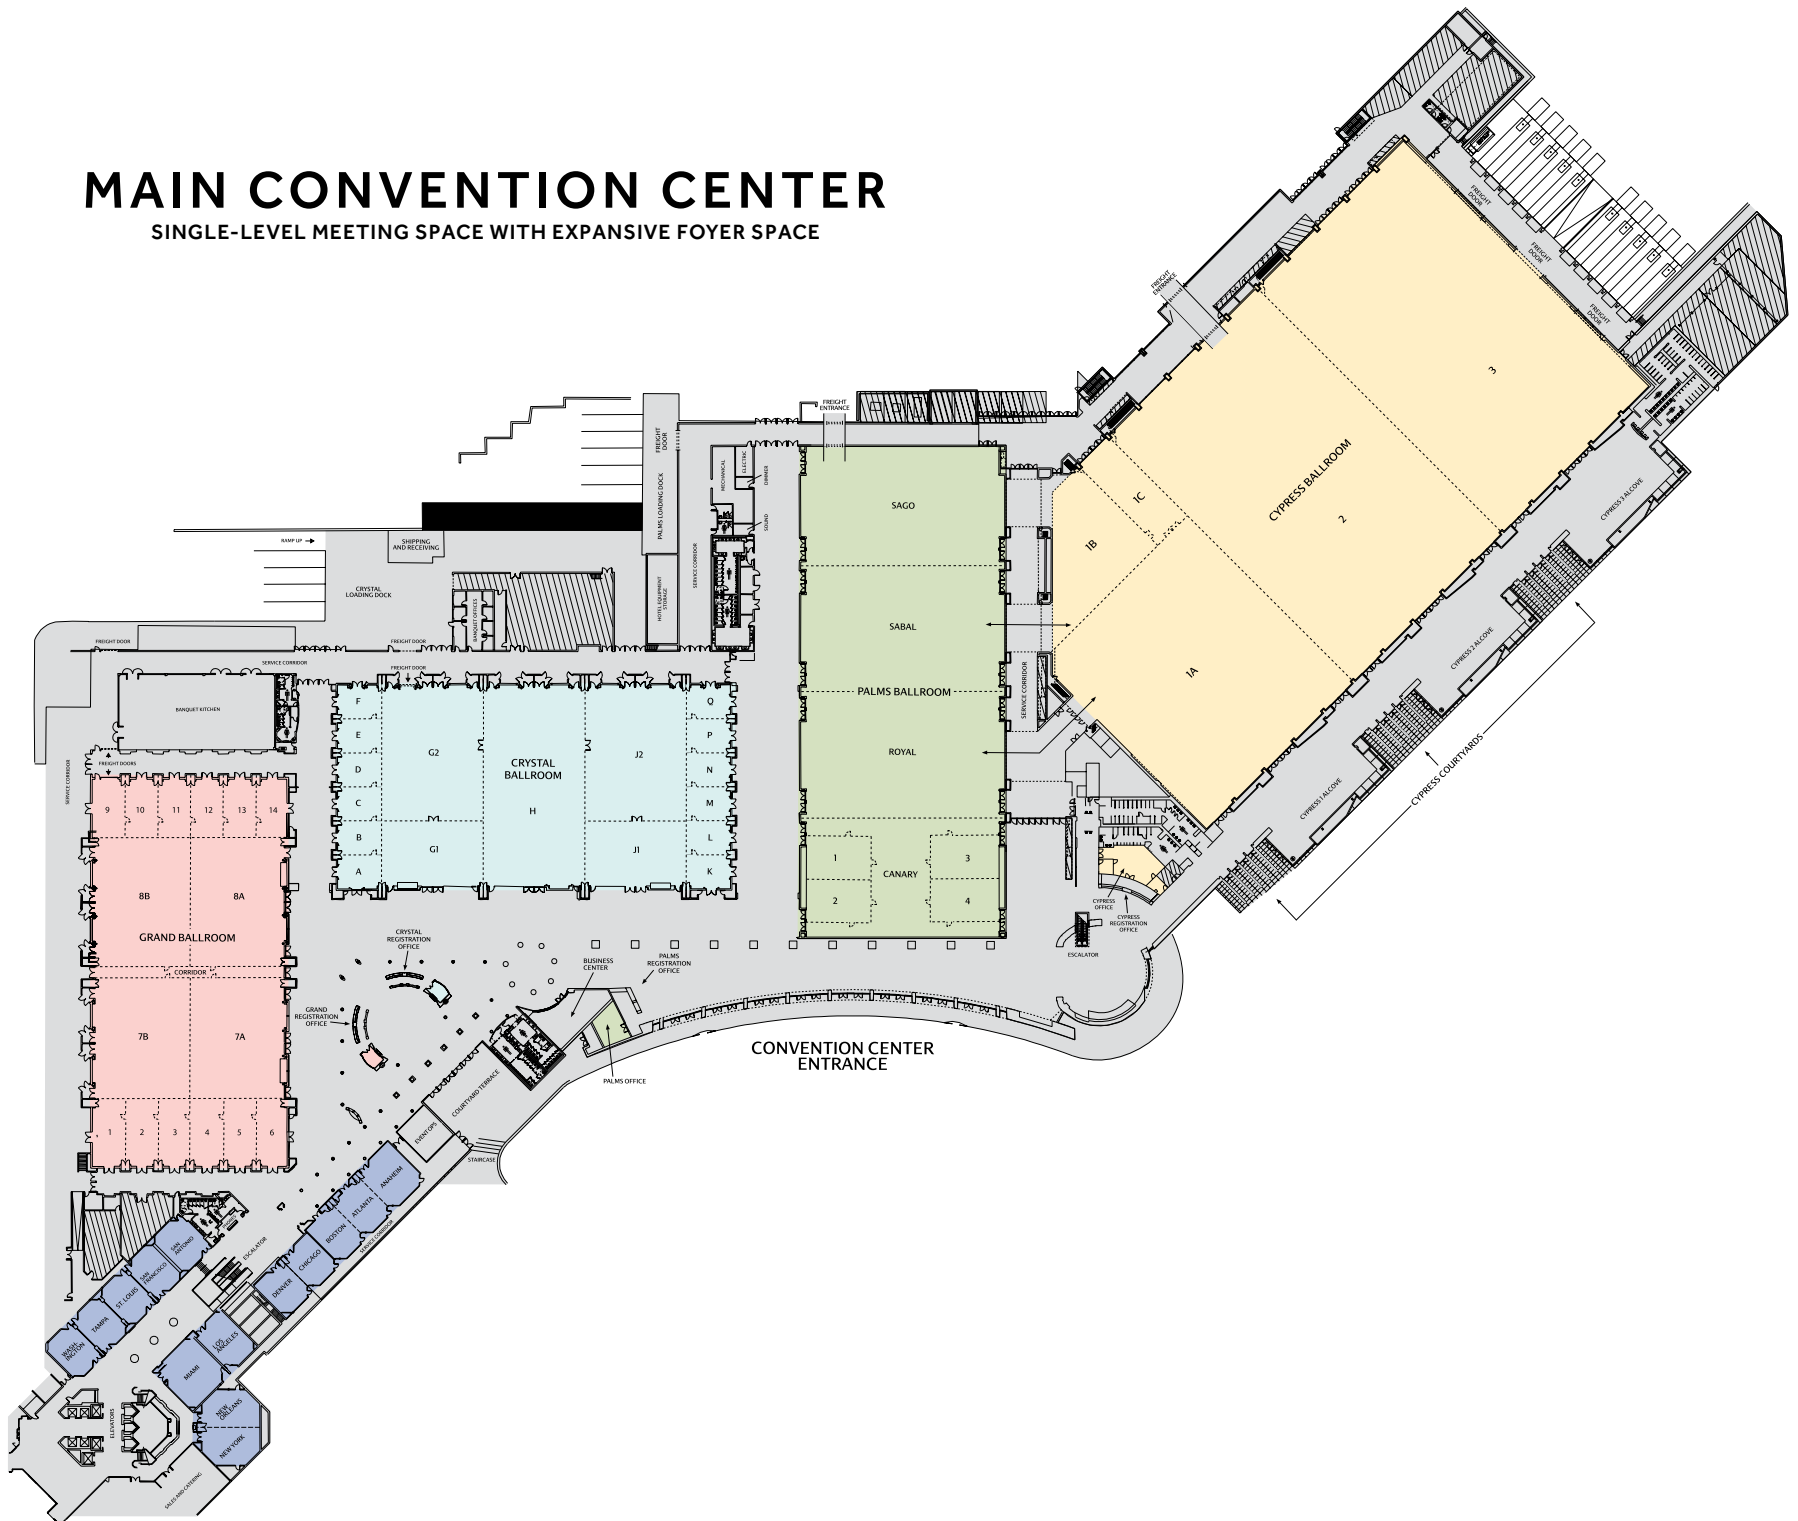 MAIN CONVENTION CENTER
SINGLE-LEVEL MEETING SPACE WITH EXPANSIVE FOYER SPACE
FREIGHT
DOOR
FREIGHT
DOOR
FREIGHT
DOOR
FREIGHT
ENTRANCE
3
CYPRESS BALLROOM
2
1C
1B
1A
CYPRESS 3 ALCOVE
CYPRESS 2 ALCOVE
CYPRESS 1 ALCOVE
CYPRESS COURTYARDS
FREIGHT
ENTRANCE
FREIGHT
DOOR
PALMS LOADING DOCK
MECHANICAL
ELECTRIC
DIMMER
SOUND
SERVICE CORRIDOR
HOTEL EQUIPMENT
STORAGE
SAGO
SABAL
PALMS BALLROOM
ROYAL
SERVICE CORRIDOR
1
3
CANARY
2
4
RAMP UP
SHIPPING
AND RECEIVING
CRYSTAL
LOADING DOCK
BANQUET OFFICES
FREIGHT DOOR
FREIGHT DOOR
SERVICE CORRIDOR
FREIGHT DOOR
BANQUET KITCHEN
FREIGHT DOORS
SERVICE CORRIDOR
F
E
D
C
B
A
G2
G1
CRYSTAL
BALLROOM
H
J2
J1
Q
P
N
M
L
K
9
10
11
12
13
14
8B
8A
GRAND BALLROOM
CORRIDOR
7B
7A
1
2
3
4
5
6
CRYSTAL
REGISTRATION
OFFICE
GRAND
REGISTRATION
OFFICE
BUSINESS
CENTER
PALMS
REGISTRATION
OFFICE
CYPRESS
OFFICE
CYPRESS
REGISTRATION
OFFICE
ESCALATOR
CONVENTION CENTER
ENTRANCE
PALMS OFFICE
COURTYARD TERRACE
EVENT OPS
STAIRCASE
ANAHEIM
ATLANTA
BOSTON
CHICAGO
DENVER
SERVICE CORRIDOR
PHONES
ESCALATOR
SAN
ANTONIO
SAN
FRANCISCO
ST. LOUIS
TAMPA
WASH-
INGTON
LOS
ANGELES
MIAMI
NEW
ORLEANS
NEW YORK
ELEVATORS
SALES AND CATERING